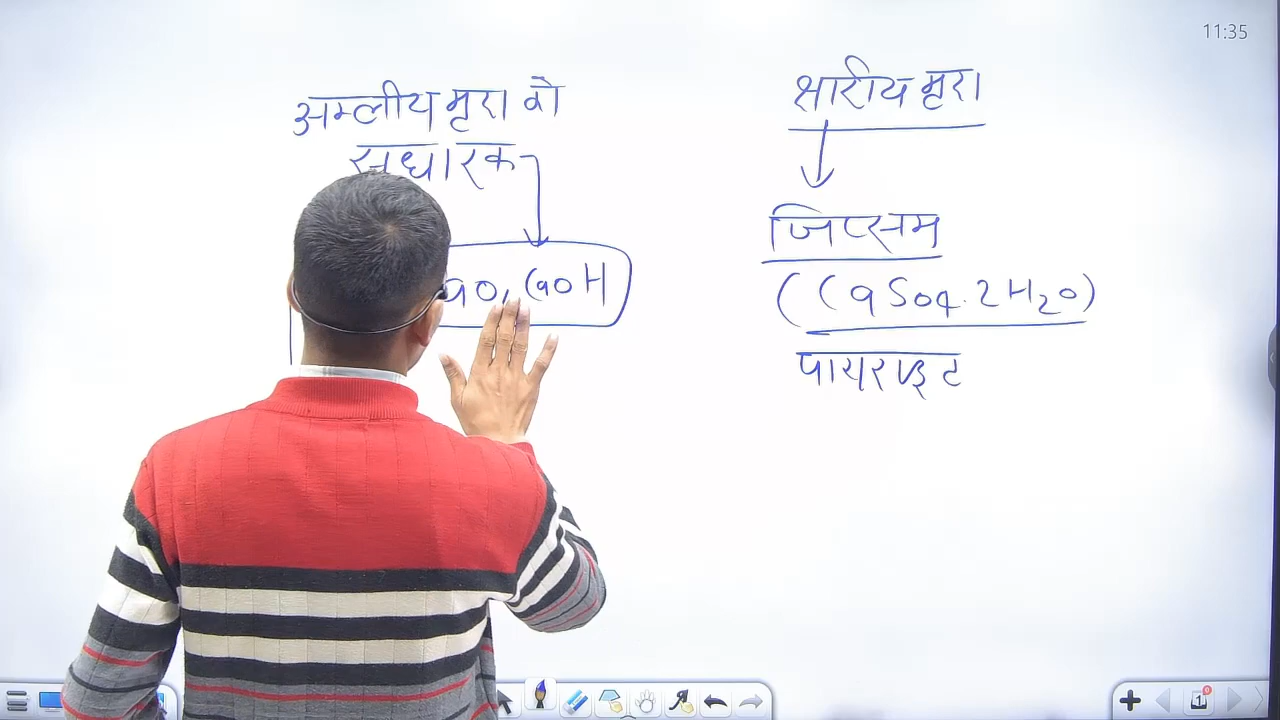 11:35
अम्लीय मृदा को
सुधारक
aO, CaOH
क्षारीय मृदा
जिप्सम
(CaSO4.2H2O)
पायराइट